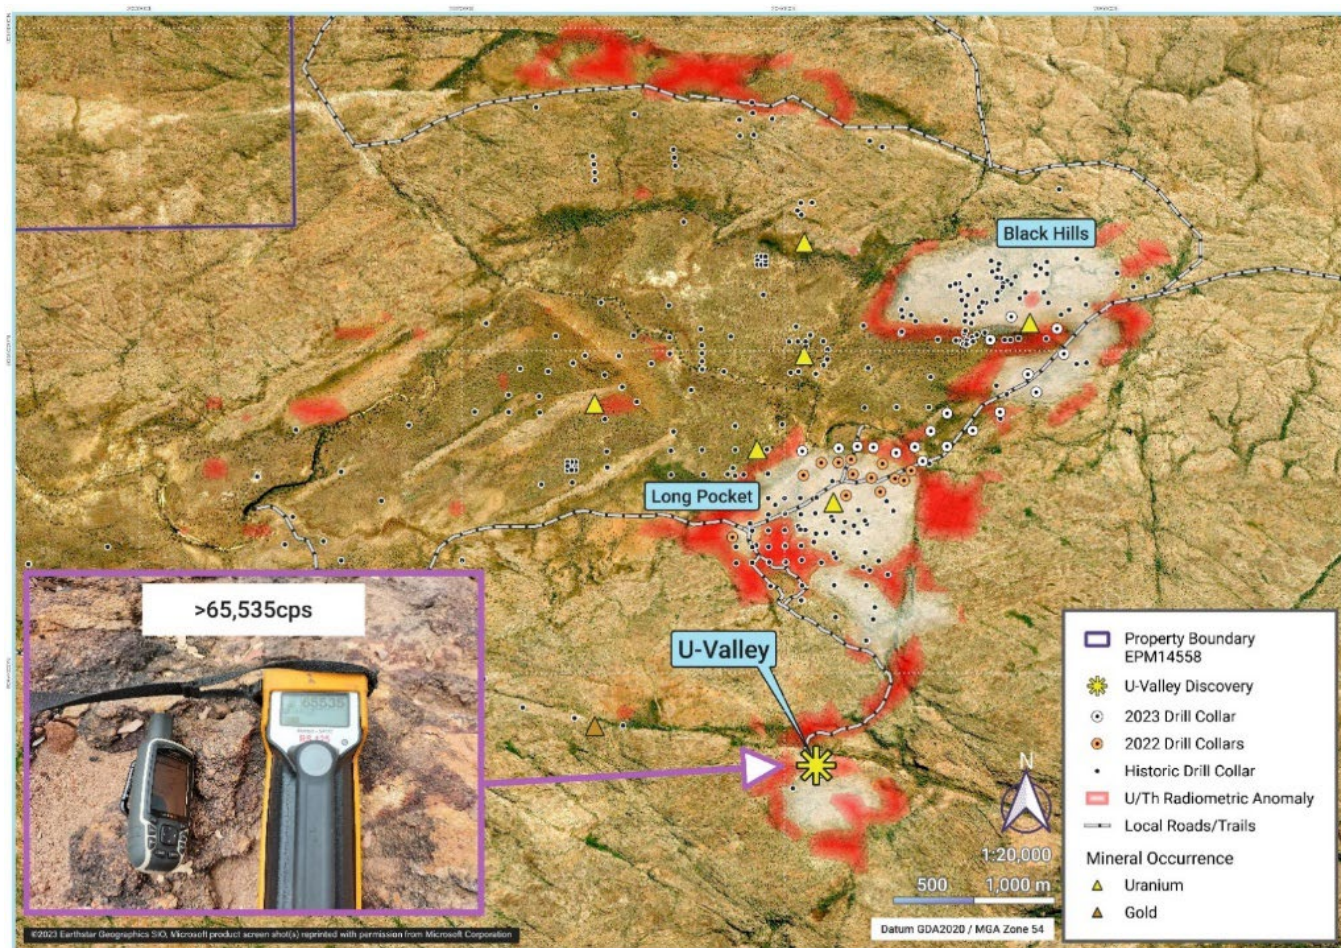 Black Hills
Long Pocket
>65,535cps
65535
U-Valley
Property Boundary
EPM14558
U-Valley Discovery
2023 Drill Collar
2022 Drill Collars
Historic Drill Collar
U/Th Radiometric Anomaly
Local Roads/Trails
Mineral Occurrence
Uranium
Gold
N
1:20,000
500 1,000 m
Datum GDA2020 / MGA Zone 54
©2023 Earthstar Geographics SIO, Microsoft product screen shot(s) reprinted with permission from Microsoft Corporation